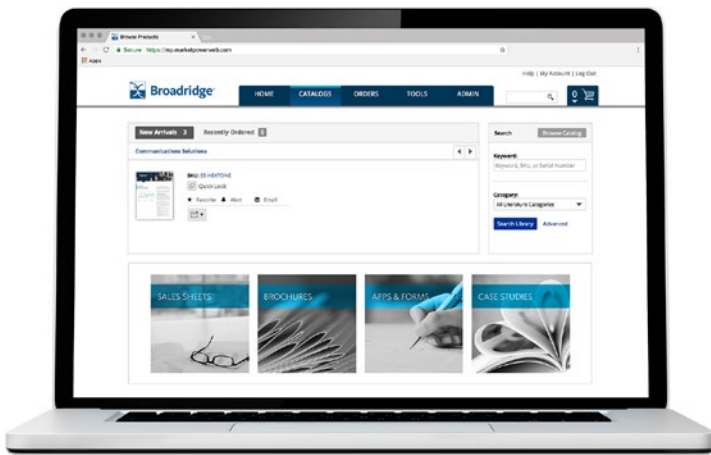 Browse Products
Secure https://mp.marketpowerweb.com
Apps
Help | My Account | Log Out
Broadridge
HOME CATALOGS ORDERS TOOLS ADMIN
0
New Arrivals 3 Recently Ordered 0
Communications Solutions
SKU:
Quick Look
Favorite Alert Email
Search Browse Catalog
Keyword:
Keyword, SKU, or Serial Number
Category:
All Literature Categories
Search Library Advanced
SALES SHEETS BROCHURES APPS & FORMS CASE STUDIES